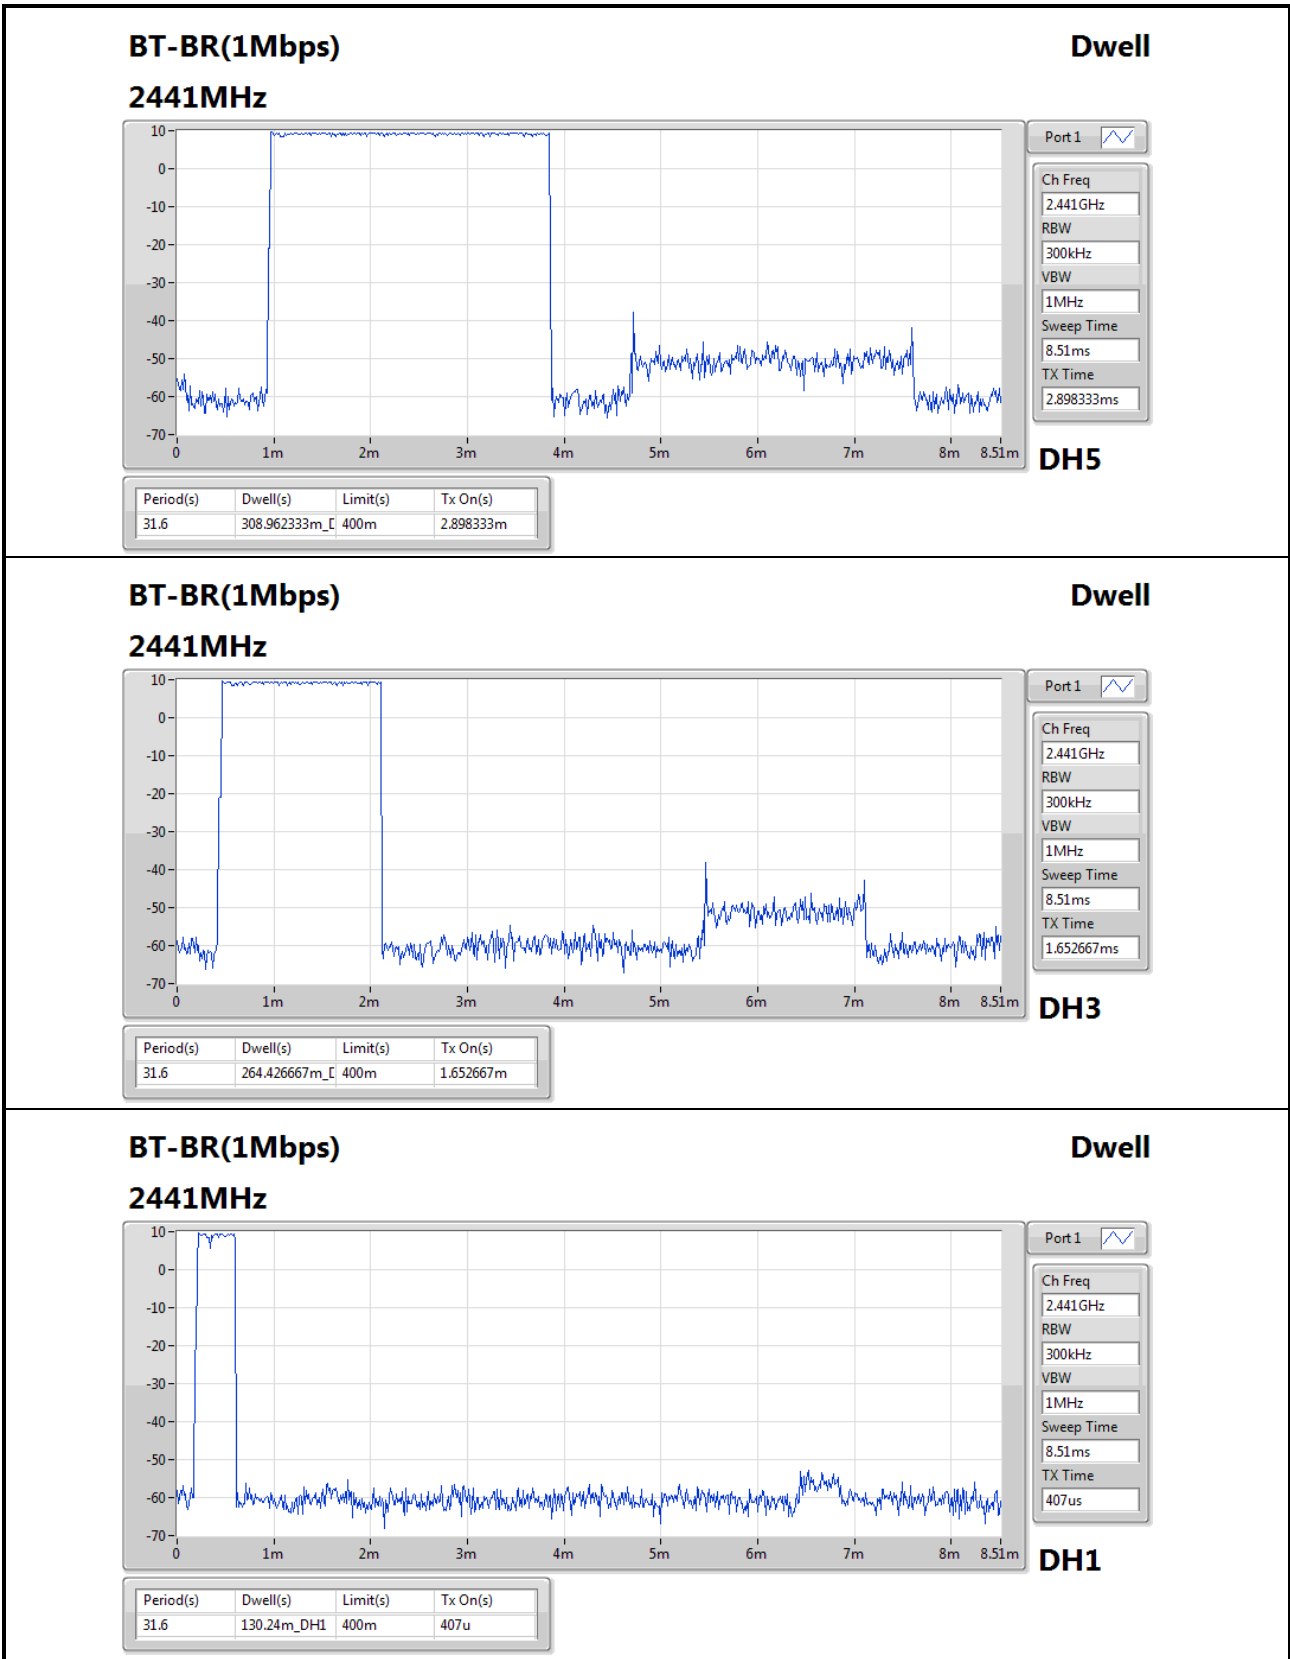 BT-BR(1Mbps) Dwell
2441MHz
Port 1
10
0
-10
-20
-30
-40
-50
-60
-70
0 1m 2m 3m 4m 5m 6m 7m 8m 8.51m
Ch Freq
2.441GHz
RBW
300kHz
VBW
1MHz
Sweep Time
8.51ms
TX Time
2.898333ms
DH5
Period(s) Dwell(s) Limit(s) Tx On(s)
31.6 308.962333m_D 400m 2.898333m
BT-BR(1Mbps) Dwell
2441MHz
Port 1
10
0
-10
-20
-30
-40
-50
-60
-70
0 1m 2m 3m 4m 5m 6m 7m 8m 8.51m
Ch Freq
2.441GHz
RBW
300kHz
VBW
1MHz
Sweep Time
8.51ms
TX Time
1.652667ms
DH3
Period(s) Dwell(s) Limit(s) Tx On(s)
31.6 264.426667m_D 400m 1.652667m
BT-BR(1Mbps) Dwell
2441MHz
Port 1
10
0
-10
-20
-30
-40
-50
-60
-70
0 1m 2m 3m 4m 5m 6m 7m 8m 8.51m
Ch Freq
2.441GHz
RBW
300kHz
VBW
1MHz
Sweep Time
8.51ms
TX Time
407us
DH1
Period(s) Dwell(s) Limit(s) Tx On(s)
31.6 130.24m_DH1 400m 407u